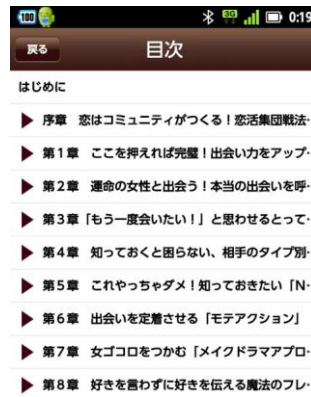 100 3G 0:19
戻る 目次
はじめに
序章 恋はコミュニティがつくる!恋活集団戦法·
第1章 ここを押えれば完璧!出会い力をアップ·
第2章 運命の女性と出会う!本当の出会いを呼·
第3章「もう一度会いたい!」と思わせるとって·
第4章 知っておくと困らない、相手のタイプ別·
第5章 これやっちゃダメ!知っておきたい「N·
第6章 出会いを定着させる「モテアクション」
第7章 女ゴコロをつかむ「メイクドラマアプロ·
第8章 好きを言わずに好きを伝える魔法のフレ·